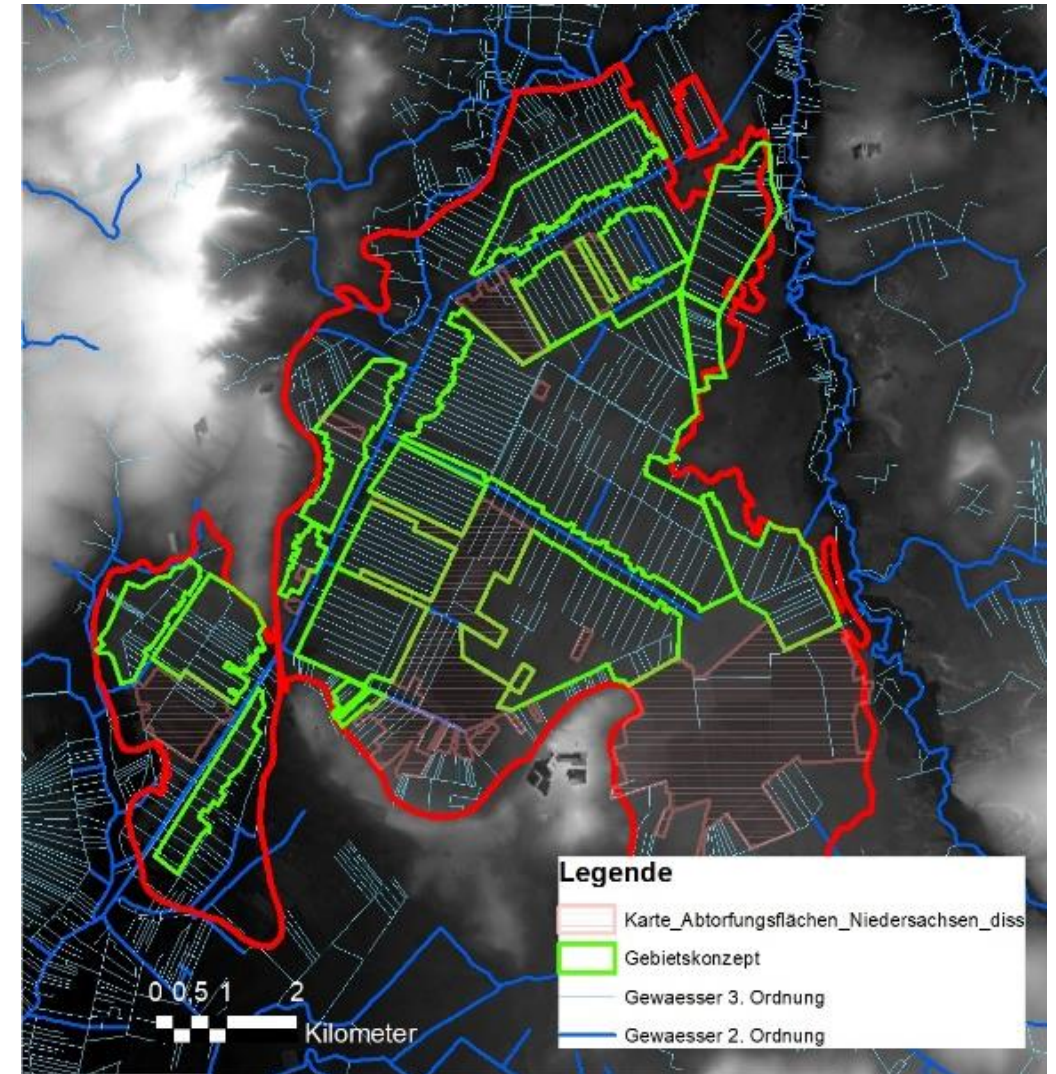 Legende
Karte_Abtorfungsflächen_Niedersachsen_diss
Gebietskonzept
Gewaesser 3. Ordnung
Gewaesser 2. Ordnung
0 0,5 1 2
Kilometer